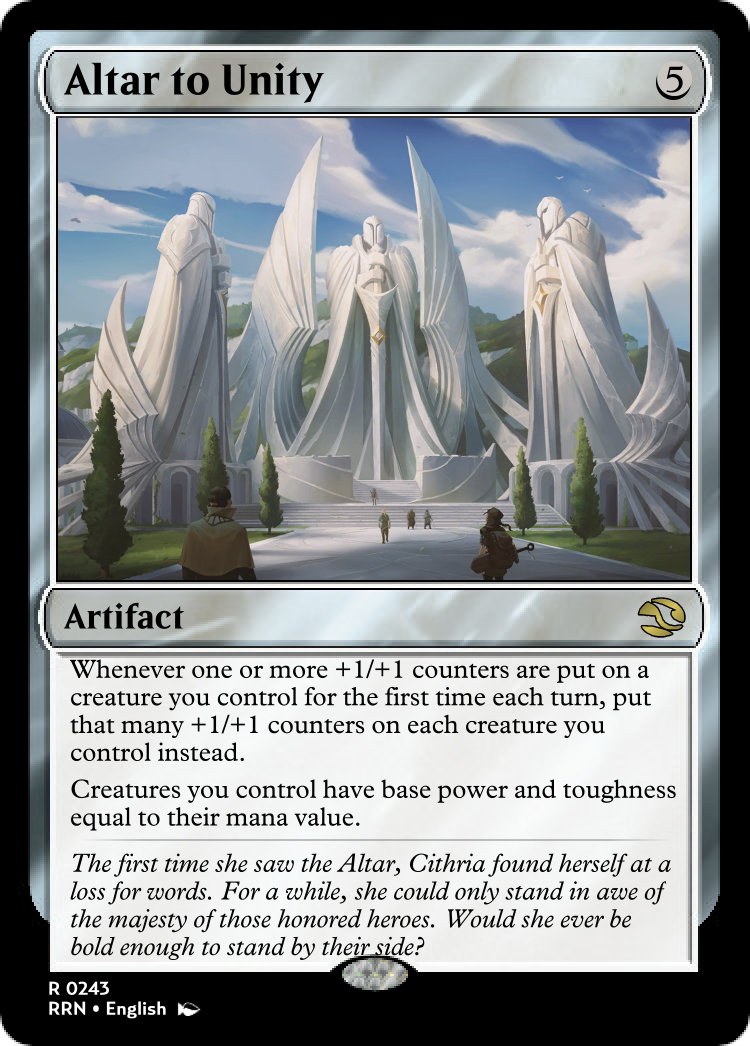 Altar to Unity
5
Artifact
Whenever one or more +1/+1 counters are put on a
creature you control for the first time each turn, put
that many +1/+1 counters on each creature you
control instead.
Creatures you control have base power and toughness
equal to their mana value.
The first time she saw the Altar, Cithria found herself at a
loss for words. For a while, she could only stand in awe of
the majesty of those honored heroes. Would she ever be
bold enough to stand by their side?
R 0243
RRN • English